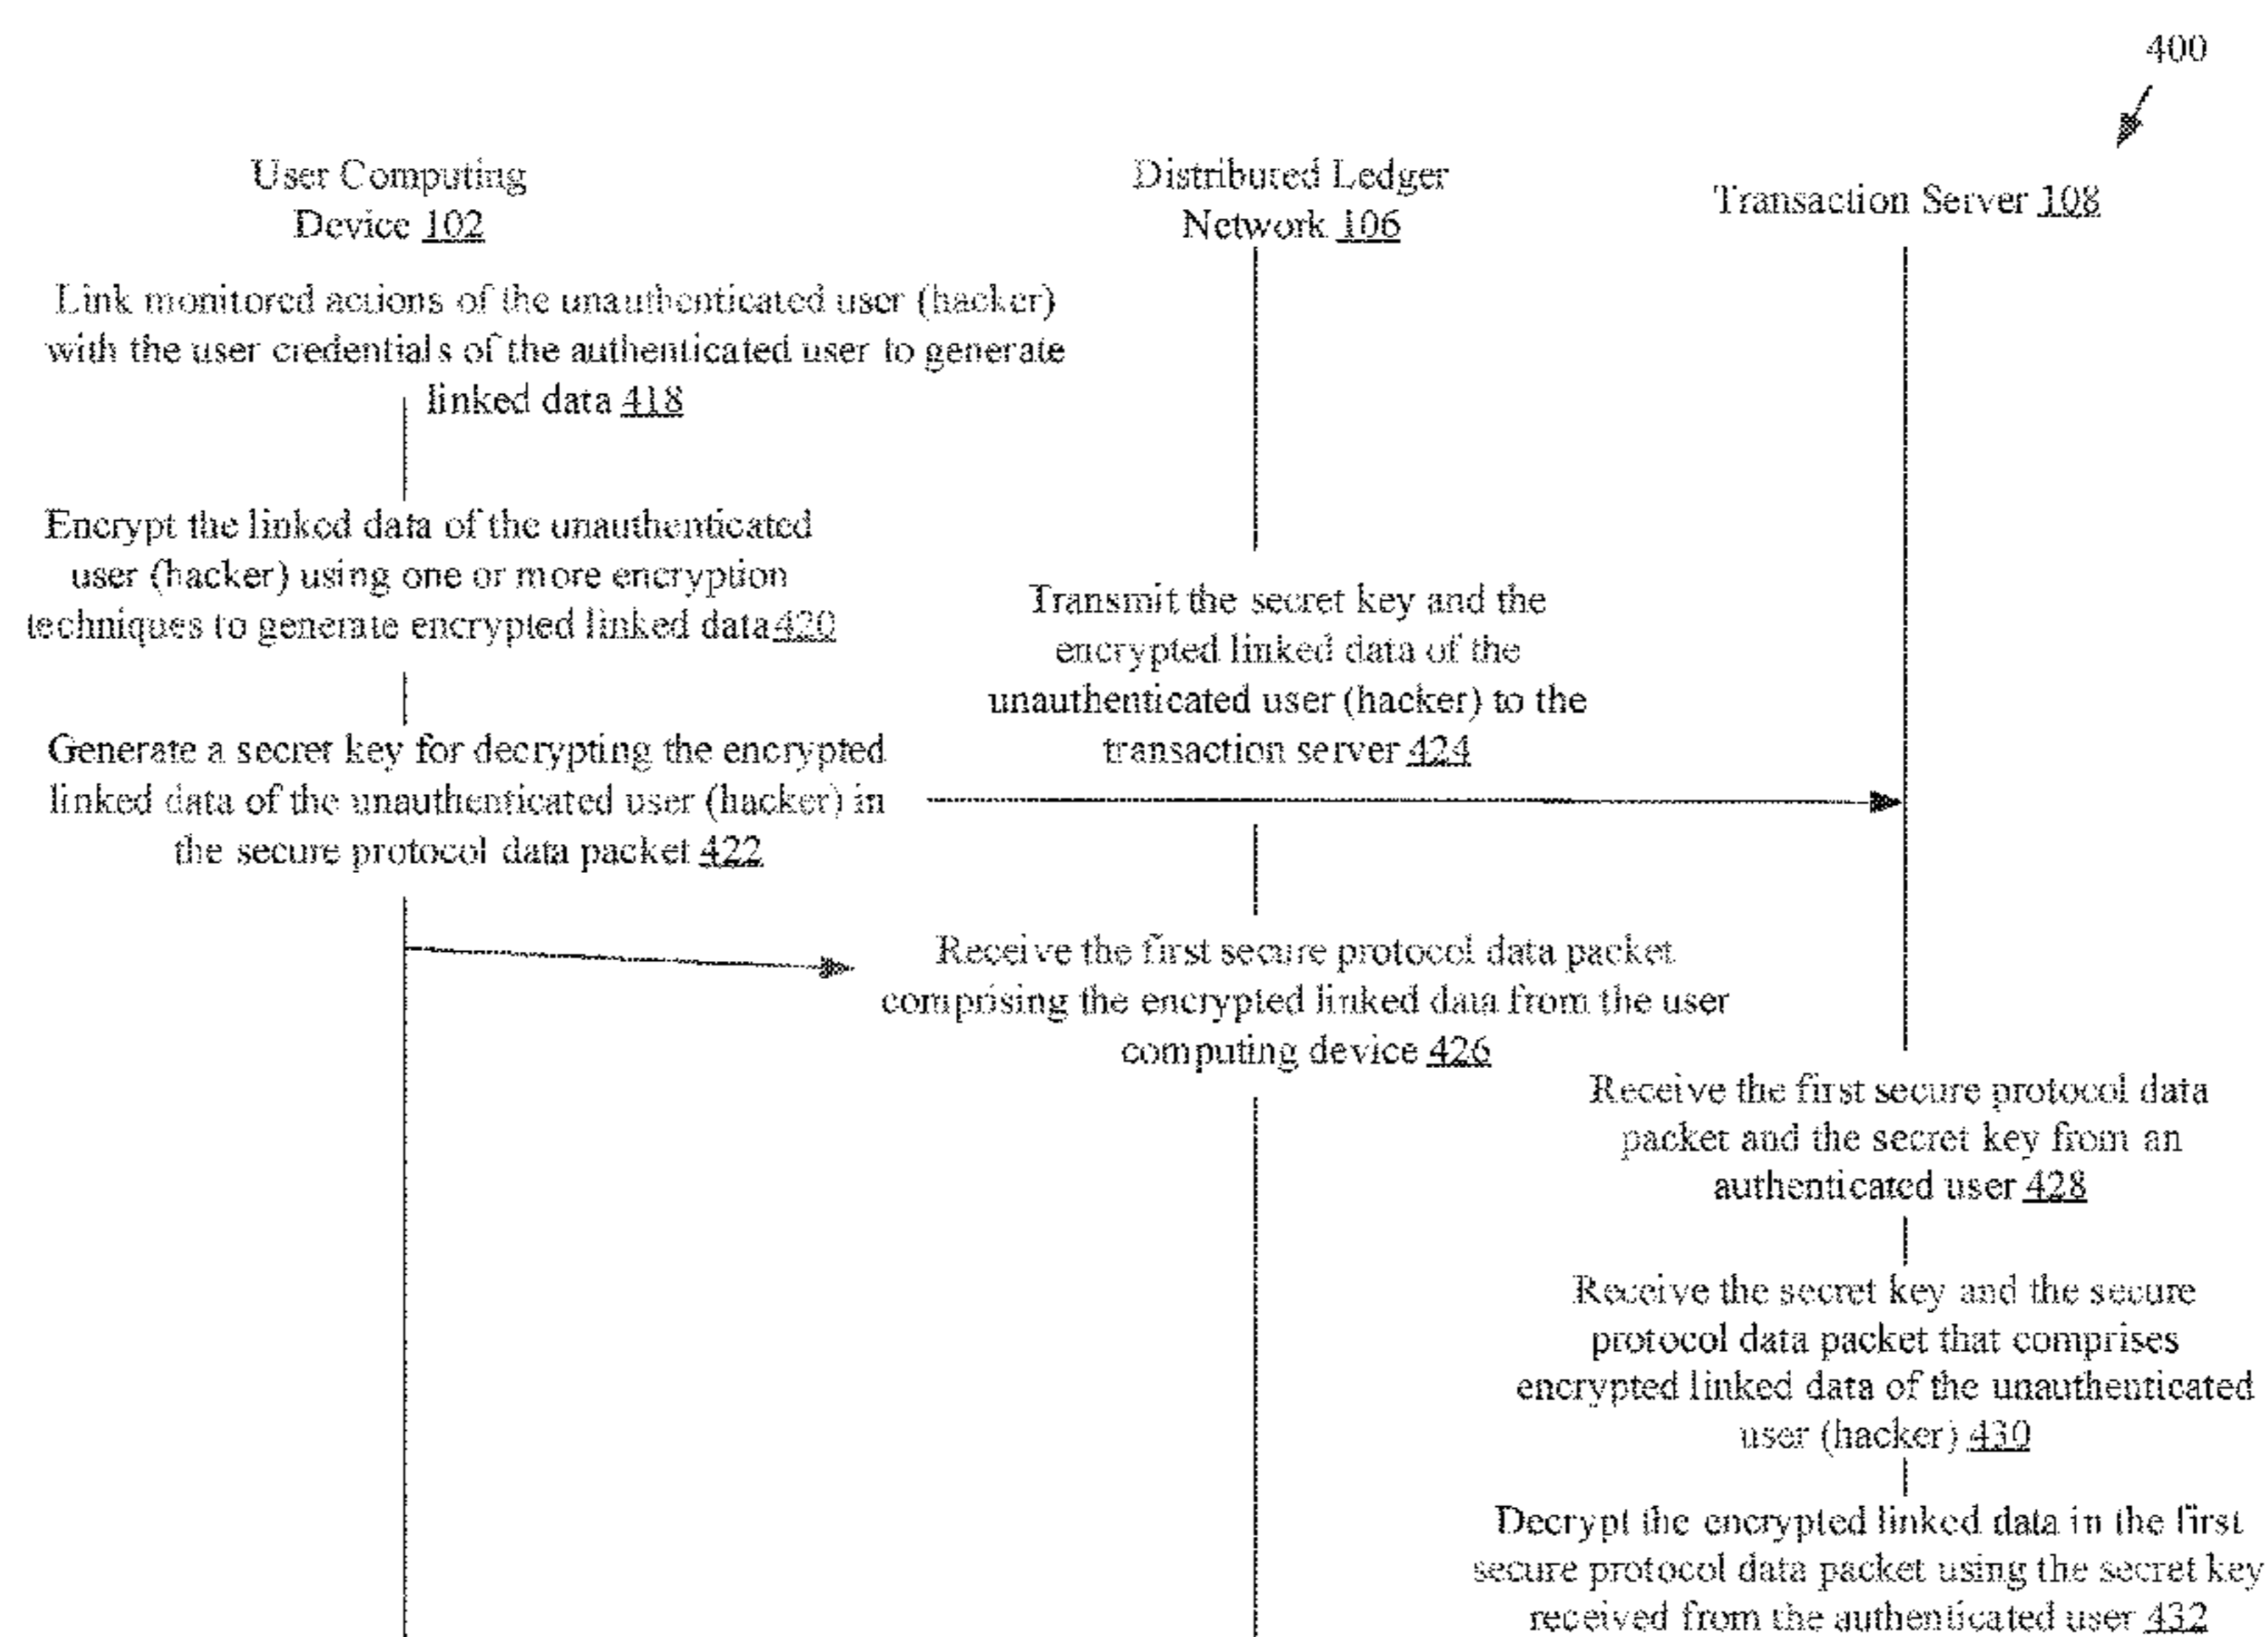 400
User Computing
Device 102
Distributed Ledger
Network 106
Transaction Server 108
Link monitored actions of the unauthenticated user (hacker)
with the user credentials of the authenticated user to generate
linked data 418
Encrypt the linked data of the unauthenticated
user (hacker) using one or more encryption
techniques to generate encrypted linked data 420
Transmit the secret key and the
encrypted linked data of the
unauthenticated user (hacker) to the
transaction server 424
Generate a secret key for decrypting the encrypted
linked data of the unauthenticated user (hacker) in
the secure protocol data packet 422
Receive the first secure protocol data packet
comprising the encrypted linked data from the user
computing device 426
Receive the first secure protocol data
packet and the secret key from an
authenticated user 428
Receive the secret key and the secure
protocol data packet that comprises
encrypted linked data of the unauthenticated
user (hacker) 430
Decrypt the encrypted linked data in the first
secure protocol data packet using the secret key
received from the authenticated user 432